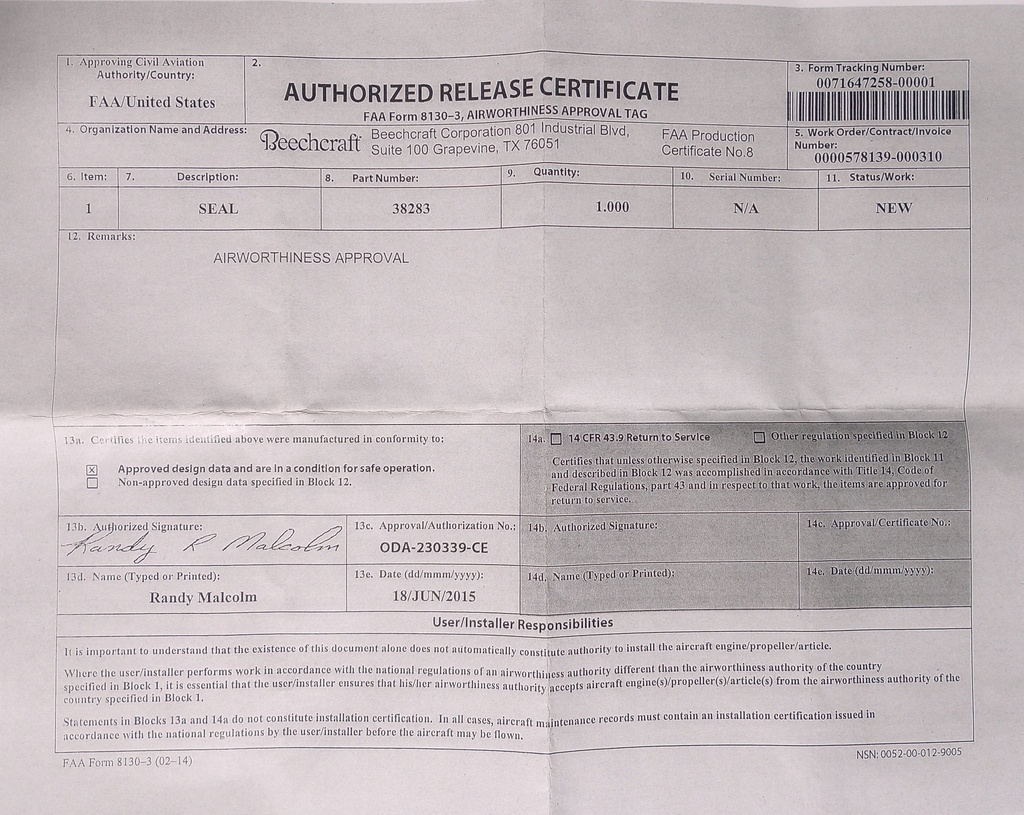 1. Approving Civil Aviation
Authority/Country:
FAA/United States
2.
AUTHORIZED RELEASE CERTIFICATE
FAA Form 8130–3, AIRWORTHINESS APPROVAL TAG
3. Form Tracking Number:
0071647258-00001
4. Organization Name and Address:
Beechcraft
Beechcraft Corporation 801 Industrial Blvd,
Suite 100 Grapevine, TX 76051
FAA Production
Certificate No.8
5. Work Order/Contract/Invoice
Number:
0000578139-000310
6. Item:
1
7. Description:
SEAL
8. Part Number:
38283
9. Quantity:
1.000
10. Serial Number:
N/A
11. Status/Work:
NEW
12. Remarks:
AIRWORTHINESS APPROVAL
13a. Certifies the items identified above were manufactured in conformity to:
☒ Approved design data and are in a condition for safe operation.
☐ Non-approved design data specified in Block 12.
14a. ☐ 14 CFR 43.9 Return to Service ☐ Other regulation specified in Block 12
Certifies that unless otherwise specified in Block 12, the work identified in Block 11
and described in Block 12 was accomplished in accordance with Title 14, Code of
Federal Regulations, part 43 and in respect to that work, the items are approved for
return to service.
13b. Authorized Signature:
Randy R Malcolm
13c. Approval/Authorization No.:
ODA-230339-CE
14b. Authorized Signature:
14c. Approval/Certificate No.:
13d. Name (Typed or Printed):
Randy Malcolm
13e. Date (dd/mmm/yyyy):
18/JUN/2015
14d. Name (Typed or Printed):
14e. Date (dd/mmm/yyyy):
User/Installer Responsibilities
It is important to understand that the existence of this document alone does not automatically constitute authority to install the aircraft engine/propeller/article.
Where the user/installer performs work in accordance with the national regulations of an airworthiness authority different than the airworthiness authority of the country
specified in Block 1, it is essential that the user/installer ensures that his/her airworthiness authority accepts aircraft engine(s)/propeller(s)/article(s) from the airworthiness authority of the
country specified in Block 1.
Statements in Blocks 13a and 14a do not constitute installation certification. In all cases, aircraft maintenance records must contain an installation certification issued in
accordance with the national regulations by the user/installer before the aircraft may be flown.
FAA Form 8130–3 (02–14)
NSN: 0052-00-012-9005